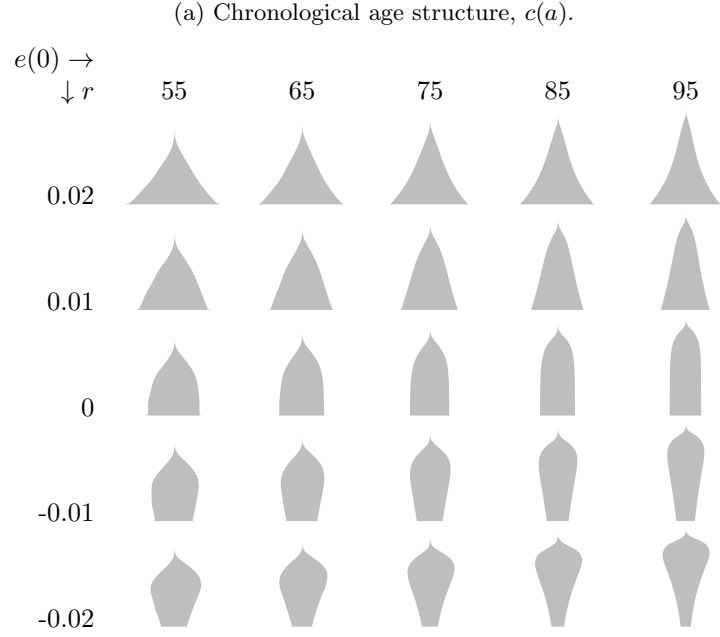 (a) Chronological age structure, c(a).
e(0) →
↓ r 55 65 75 85 95
0.02
0.01
0
-0.01
-0.02